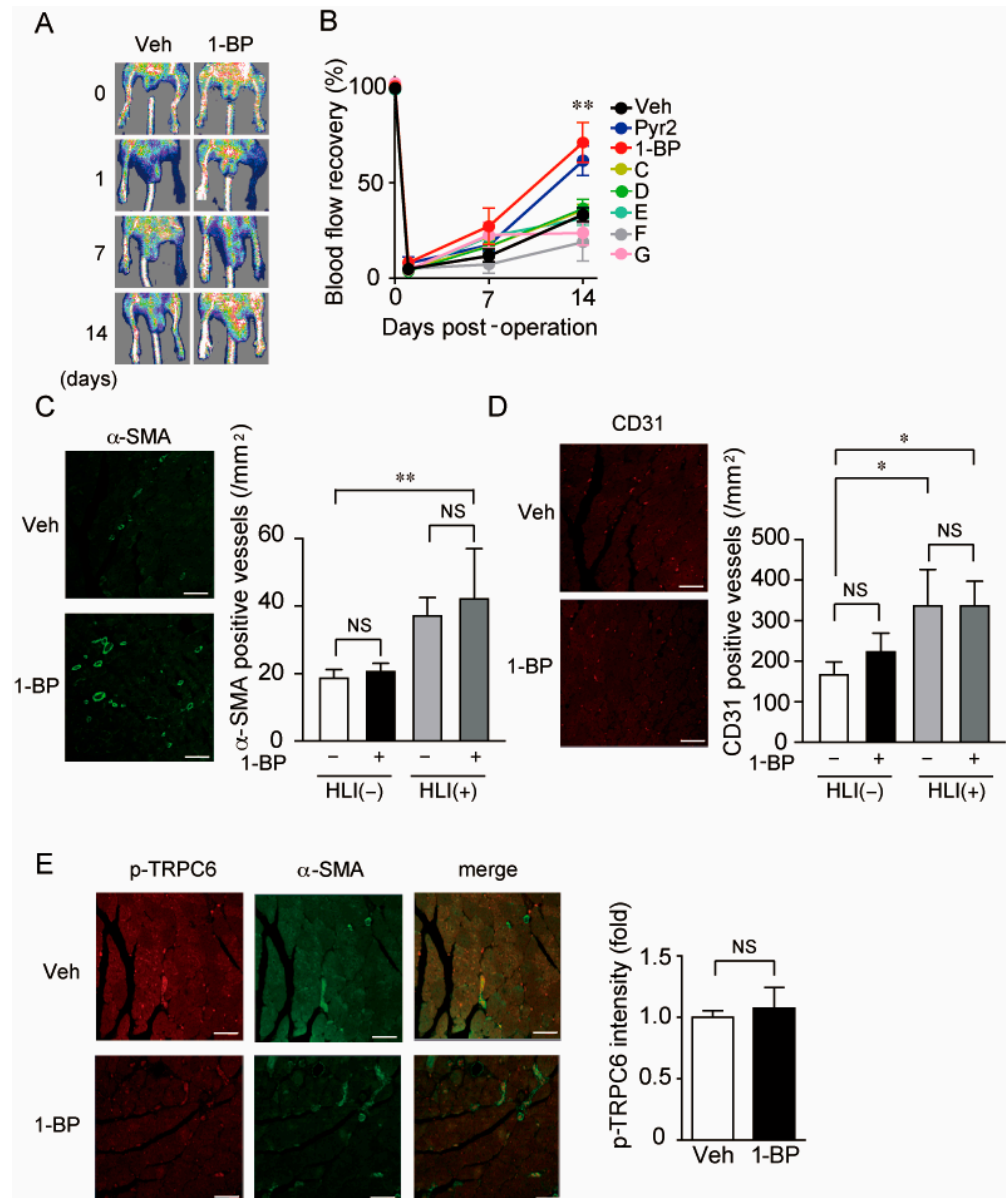 A
Veh 1-BP
0
1
7
14
(days)
B
Blood flow recovery (%)
100
50
0
0 7 14
Days post-operation
**
Veh
Pyr2
1-BP
C
D
E
F
G
C
α-SMA
Veh
1-BP
α-SMA positive vessels (/mm²)
60
40
20
0
**
NS
NS
1-BP − + − +
HLI(−) HLI(+)
D
CD31
Veh
1-BP
CD31 positive vessels (/mm²)
500
400
300
200
100
0
*
*
NS
NS
1-BP − + − +
HLI(−) HLI(+)
E
p-TRPC6 α-SMA merge
Veh
1-BP
p-TRPC6 intensity (fold)
1.5
1.0
0.5
0
NS
Veh 1-BP